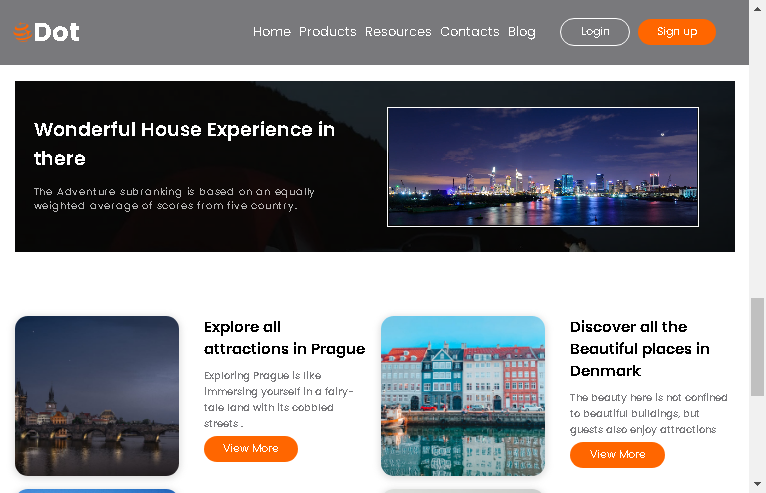 Dot
Home Products Resources Contacts Blog
Login
Sign up
Wonderful House Experience in
there
The Adventure subranking is based on an equally
weighted average of scores from five country.
Explore all
attractions in Prague
Exploring Prague is like
immersing yourself in a fairy-
tale land with its cobbled
streets .
View More
Discover all the
Beautiful places in
Denmark
The beauty here is not confined
to beautiful buildings, but
guests also enjoy attractions
View More